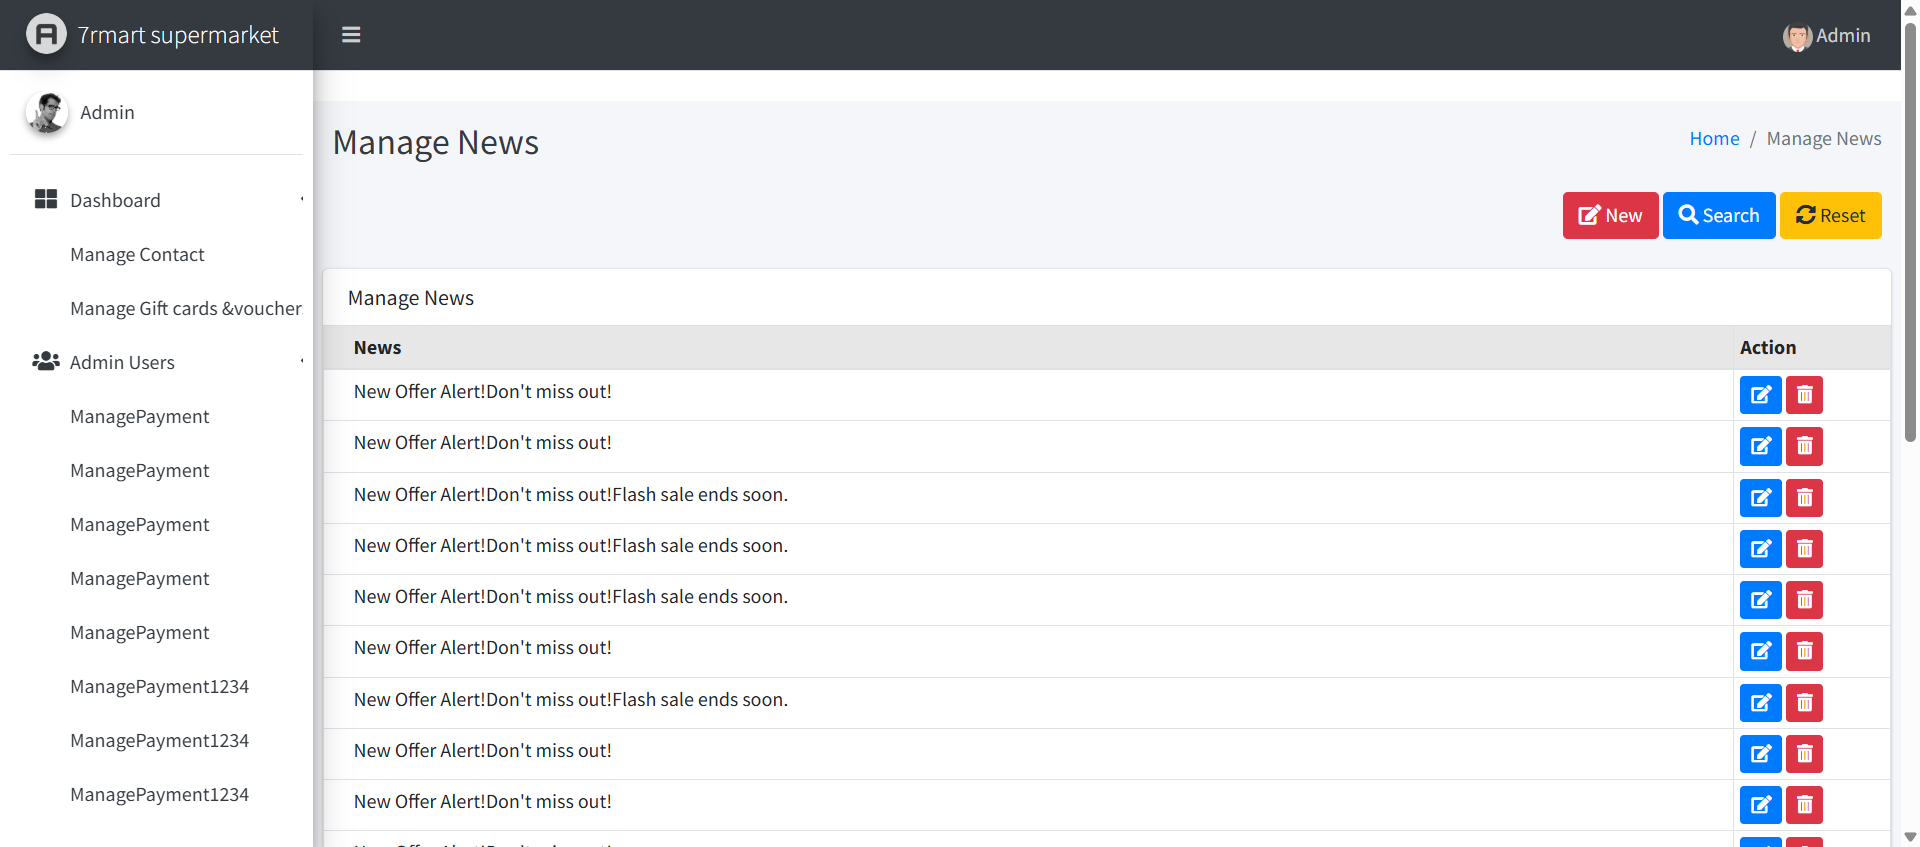 7rmart supermarket
Admin
Admin
Manage News
Home / Manage News
New Search Reset
Dashboard
Manage Contact
Manage Gift cards &voucher
Admin Users
ManagePayment
ManagePayment
ManagePayment
ManagePayment
ManagePayment
ManagePayment1234
ManagePayment1234
ManagePayment1234
Manage News
News Action
New Offer Alert!Don't miss out!
New Offer Alert!Don't miss out!
New Offer Alert!Don't miss out!Flash sale ends soon.
New Offer Alert!Don't miss out!Flash sale ends soon.
New Offer Alert!Don't miss out!Flash sale ends soon.
New Offer Alert!Don't miss out!
New Offer Alert!Don't miss out!Flash sale ends soon.
New Offer Alert!Don't miss out!
New Offer Alert!Don't miss out!